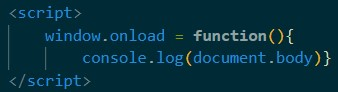 <script>
window.onload = function(){
console.log(document.body)}
</script>